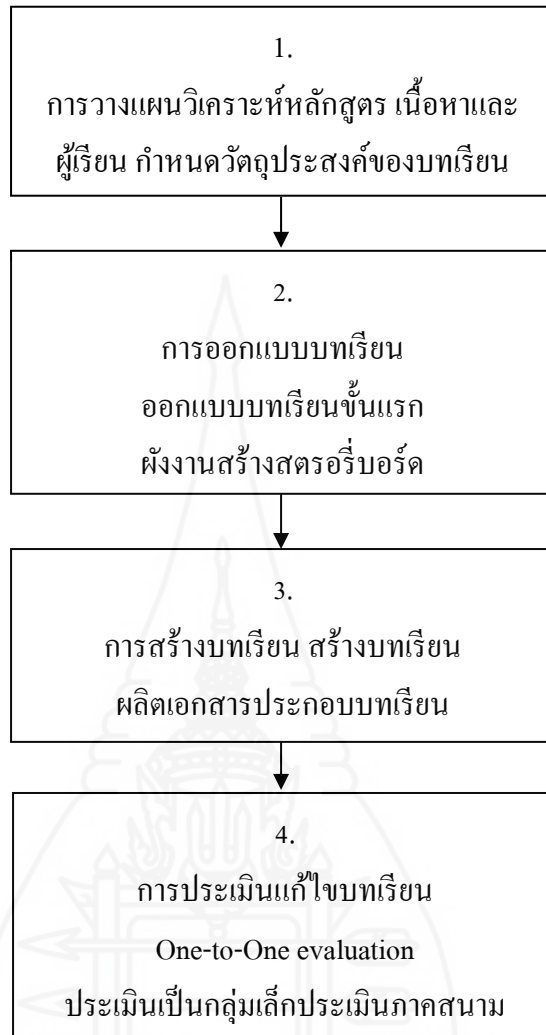 1.
การวางแผนวิเคราะห์หลักสูตร เนื้อหาและ
ผู้เรียน กำหนดวัตถุประสงค์ของบทเรียน
2.
การออกแบบบทเรียน
ออกแบบบทเรียนขั้นแรก
ผังงานสร้างสตรอรี่บอร์ด
3.
การสร้างบทเรียน สร้างบทเรียน
ผลิตเอกสารประกอบบทเรียน
4.
การประเมินแก้ไขบทเรียน
One-to-One evaluation
ประเมินเป็นกลุ่มเล็กประเมินภาคสนาม